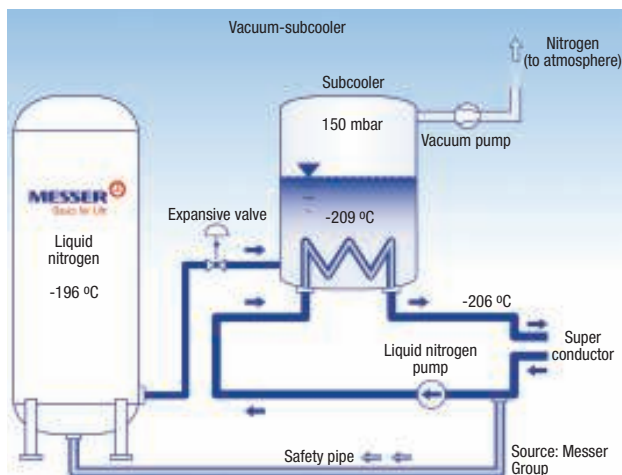 Vacuum-subcooler
Nitrogen
(to atmosphere)
Subcooler
150 mbar
Vacuum pump
MESSER
Gases for Life
Expansive valve
Liquid
nitrogen
-196 ºC
-209 ºC
-206 ºC
Super
conductor
Liquid nitrogen
pump
Safety pipe
Source: Messer
Group